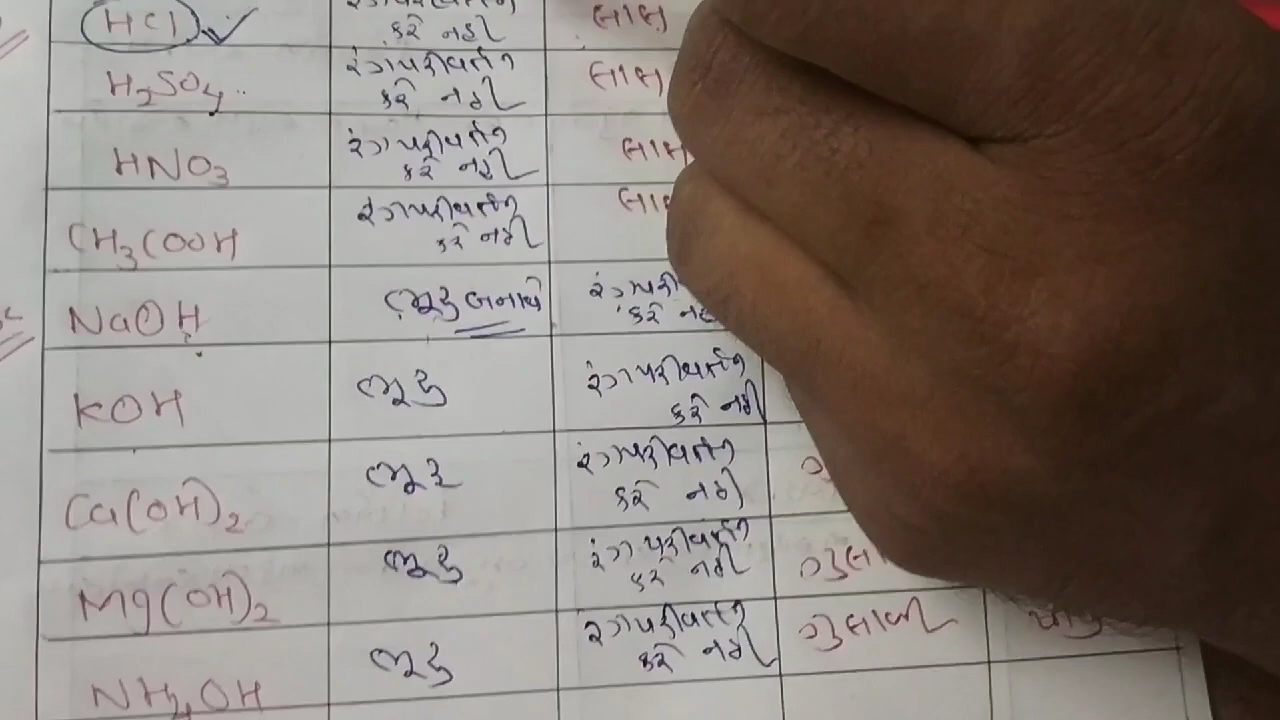 HCl રંગપરીવર્તન લાલ
કરે નહી
H2SO4 રંગપરીવર્તન લાલ
કરે નહી
HNO3 રંગપરીવર્તન લાલ
કરે નહી
CH3COOH રંગપરીવર્તન
કરે નહી
NaOH ભૂરુ બનાવે
કરે
KOH ભૂરુ રંગપરીવર્તન
કરે નહી
Ca(OH)2 ભૂરૂ રંગપરીવર્તન
કરે નહી
Mg(OH)2 ભૂરુ રંગપરીવર્તન
કરે નહી
NH4OH ભૂરુ રંગપરીવર્તન ગુલાબી
કરે નહી